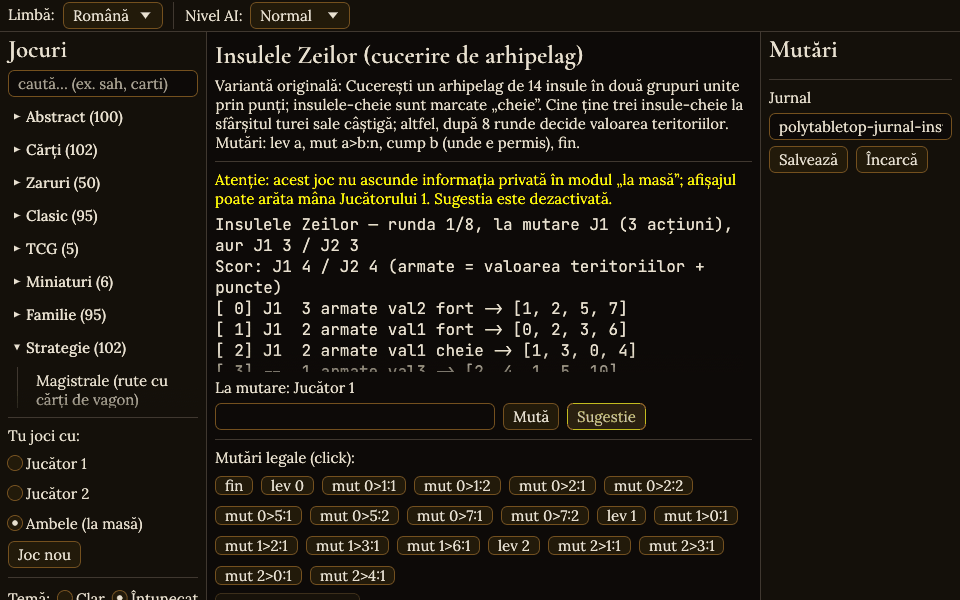 Limbă: Română ▼ Nivel AI: Normal ▼
Jocuri
caută... (ex. sah, carti)
▸ Abstract (100)
▸ Cărți (102)
▸ Zaruri (50)
▸ Clasic (95)
▸ TCG (5)
▸ Miniaturi (6)
▸ Familie (95)
▾ Strategie (102)
Magistrale (rute cu
cărți de vagon)
Tu joci cu:
Jucător 1
Jucător 2
Ambele (la masă)
Joc nou
Temă: Clar Întunecat
Insulele Zeilor (cucerire de arhipelag)
Variantă originală: Cucerești un arhipelag de 14 insule în două grupuri unite
prin punți; insulele-cheie sunt marcate „cheie”. Cine ține trei insule-cheie la
sfârșitul turei sale câștigă; altfel, după 8 runde decide valoarea teritoriilor.
Mutări: lev a, mut a>b:n, cump b (unde e permis), fin.
Atenție: acest joc nu ascunde informația privată în modul „la masă”; afișajul
poate arăta mâna Jucătorului 1. Sugestia este dezactivată.
Insulele Zeilor — runda 1/8, la mutare J1 (3 acțiuni),
aur J1 3 / J2 3
Scor: J1 4 / J2 4 (armate = valoarea teritoriilor +
puncte)
[ 0] J1  3 armate val2 fort -> [1, 2, 5, 7]
[ 1] J1  2 armate val1 fort -> [0, 2, 3, 6]
[ 2] J1  2 armate val1 cheie -> [1, 3, 0, 4]
[ 3] --  1 armate val3 -> [2, 4, 1, 5, 10]
La mutare: Jucător 1
Mută Sugestie
Mutări legale (click):
fin lev 0 mut 0>1:1 mut 0>1:2 mut 0>2:1 mut 0>2:2
mut 0>5:1 mut 0>5:2 mut 0>7:1 mut 0>7:2 lev 1 mut 1>0:1
mut 1>2:1 mut 1>3:1 mut 1>6:1 lev 2 mut 2>1:1 mut 2>3:1
mut 2>0:1 mut 2>4:1
Mutări
Jurnal
polytabletop-jurnal-ins
Salvează Încarcă